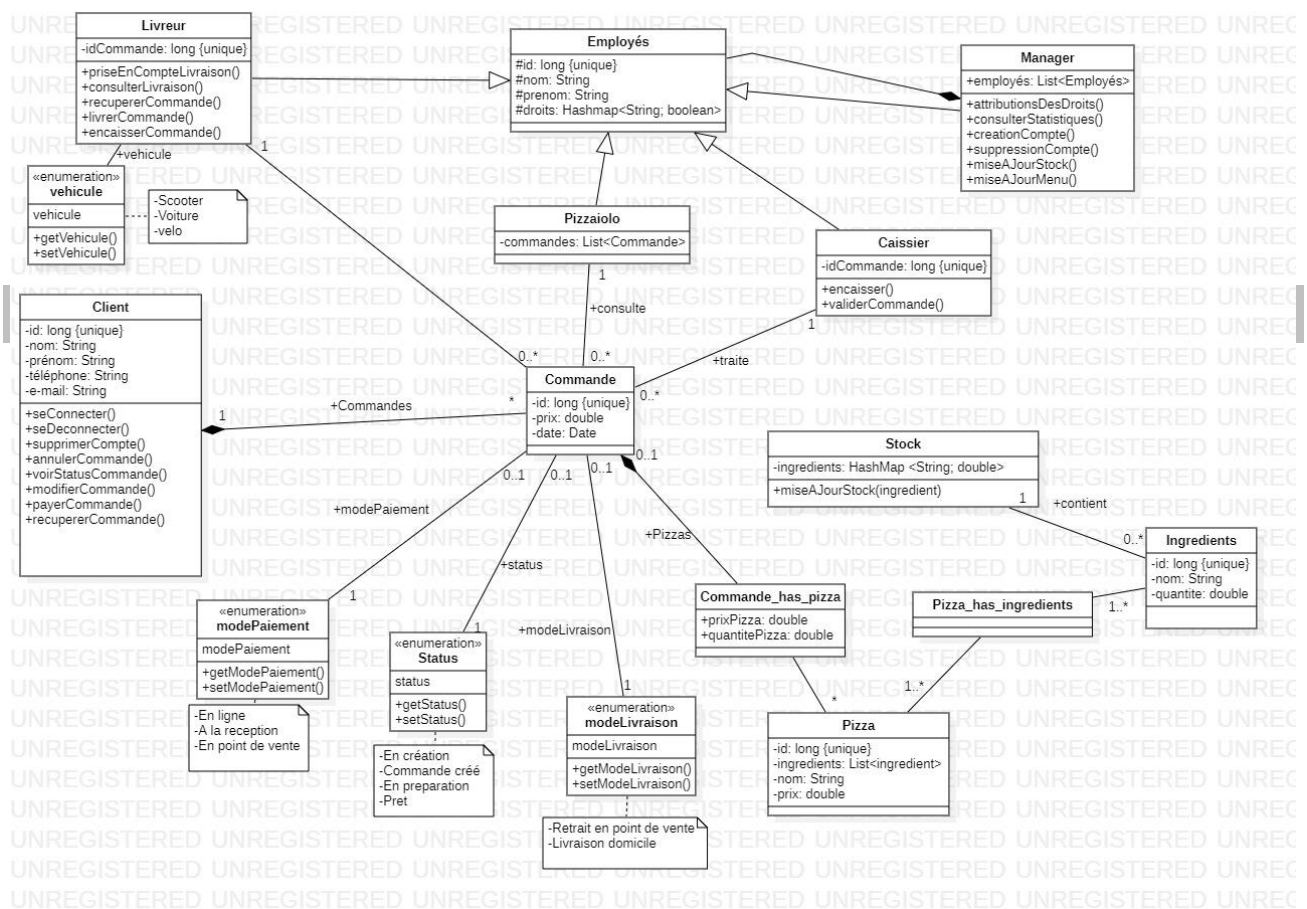 Livreur
-idCommande: long {unique}
+priseEnCompteLivraison()
+consulterLivraison()
+recupererCommande()
+livrerCommande()
+encaisserCommande()
1
+vehicule
«enumeration»
vehicule
vehicule
+getVehicule()
+setVehicule()
-Scooter
-Voiture
-velo
Employés
#id: long {unique}
#nom: String
#prenom: String
#droits: Hashmap<String; boolean>
Manager
+employés: List<Employés>
+attributionsDesDroits()
+consulterStatistiques()
+creationCompte()
+suppressionCompte()
+miseAJourStock()
+miseAJourMenu()
Pizzaiolo
-commandes: List<Commande>
1
+consulte
0..*
0..*
Caissier
-idCommande: long {unique}
+encaisser()
+validerCommande()
1
+traite
0..*
Client
-id: long {unique}
-nom: String
-prénom: String
-téléphone: String
-e-mail: String
+seConnecter()
+seDeconnecter()
+supprimerCompte()
+annulerCommande()
+voirStatusCommande()
+modifierCommande()
+payerCommande()
+recupererCommande()
1
+Commandes
*
Commande
-id: long {unique}
-prix: double
-date: Date
0..1
0..1
0..1
0..1
Stock
-ingredients: HashMap <String; double>
+miseAJourStock(ingredient)
1
+contient
0..*
Ingredients
-id: long {unique}
-nom: String
-quantite: double
1..*
+modePaiement
1
+status
1
+modeLivraison
1
+Pizzas
«enumeration»
modePaiement
modePaiement
+getModePaiement()
+setModePaiement()
-En ligne
-A la reception
-En point de vente
«enumeration»
Status
status
+getStatus()
+setStatus()
-En création
-Commande créé
-En preparation
-Pret
«enumeration»
modeLivraison
modeLivraison
+getModeLivraison()
+setModeLivraison()
-Retrait en point de vente
-Livraison domicile
Commande_has_pizza
+prixPizza: double
+quantitePizza: double
*
Pizza_has_ingredients
1..*
Pizza
-id: long {unique}
-ingredients: List<ingredient>
-nom: String
-prix: double
UNREGISTERED